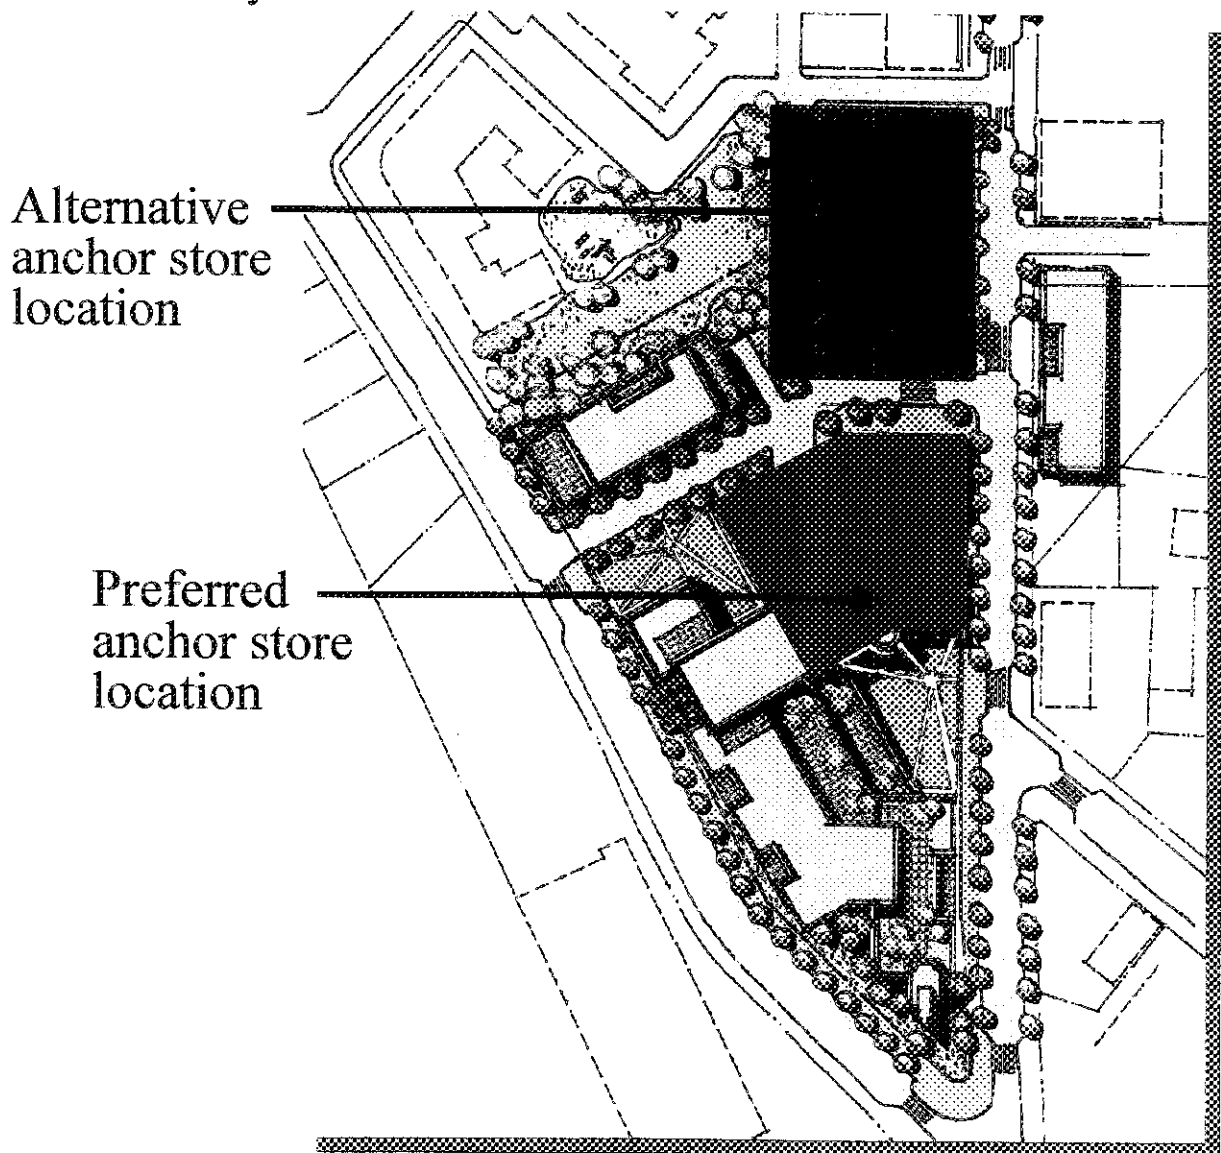 Alternative
anchor store
location
Preferred
anchor store
location